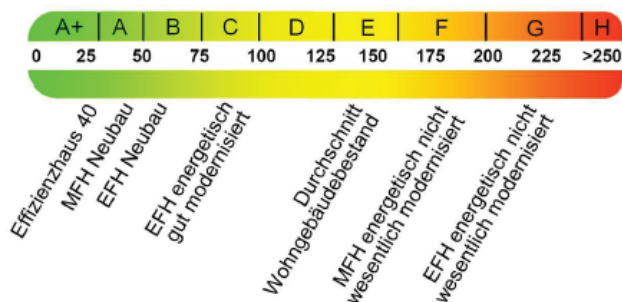 A+ A B C D E F G H
0 25 50 75 100 125 150 175 200 225 >250
Effizienzhaus 40
MFH Neubau
EFH Neubau
EFH energetisch
gut modernisiert
Durchschnitt
Wohngebäudebestand
MFH energetisch nicht
wesentlich modernisiert
EFH energetisch nicht
wesentlich modernisiert